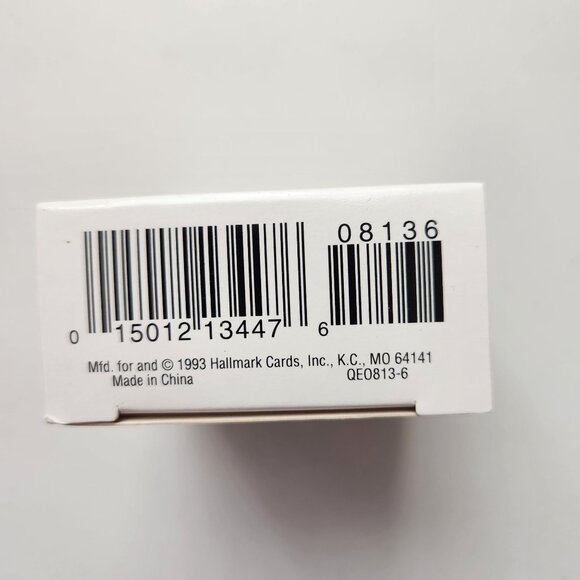 08136
0 15012 13447 6
Mfd. for and © 1993 Hallmark Cards, Inc., K.C., MO 64141
Made in China QEO813-6